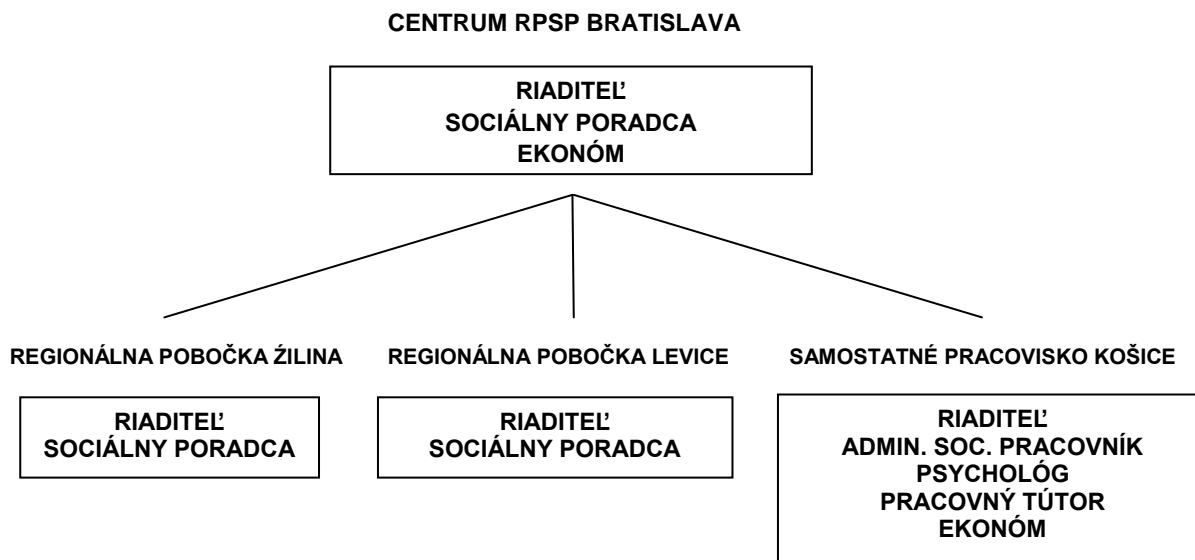 CENTRUM RPSP BRATISLAVA
RIADITEĽ
SOCIÁLNY PORADCA
EKONÓM
REGIONÁLNA POBOČKA ŹILINA
RIADITEĽ
SOCIÁLNY PORADCA
REGIONÁLNA POBOČKA LEVICE
RIADITEĽ
SOCIÁLNY PORADCA
SAMOSTATNÉ PRACOVISKO KOŠICE
RIADITEĽ
ADMIN. SOC. PRACOVNÍK
PSYCHOLÓG
PRACOVNÝ TÚTOR
EKONÓM